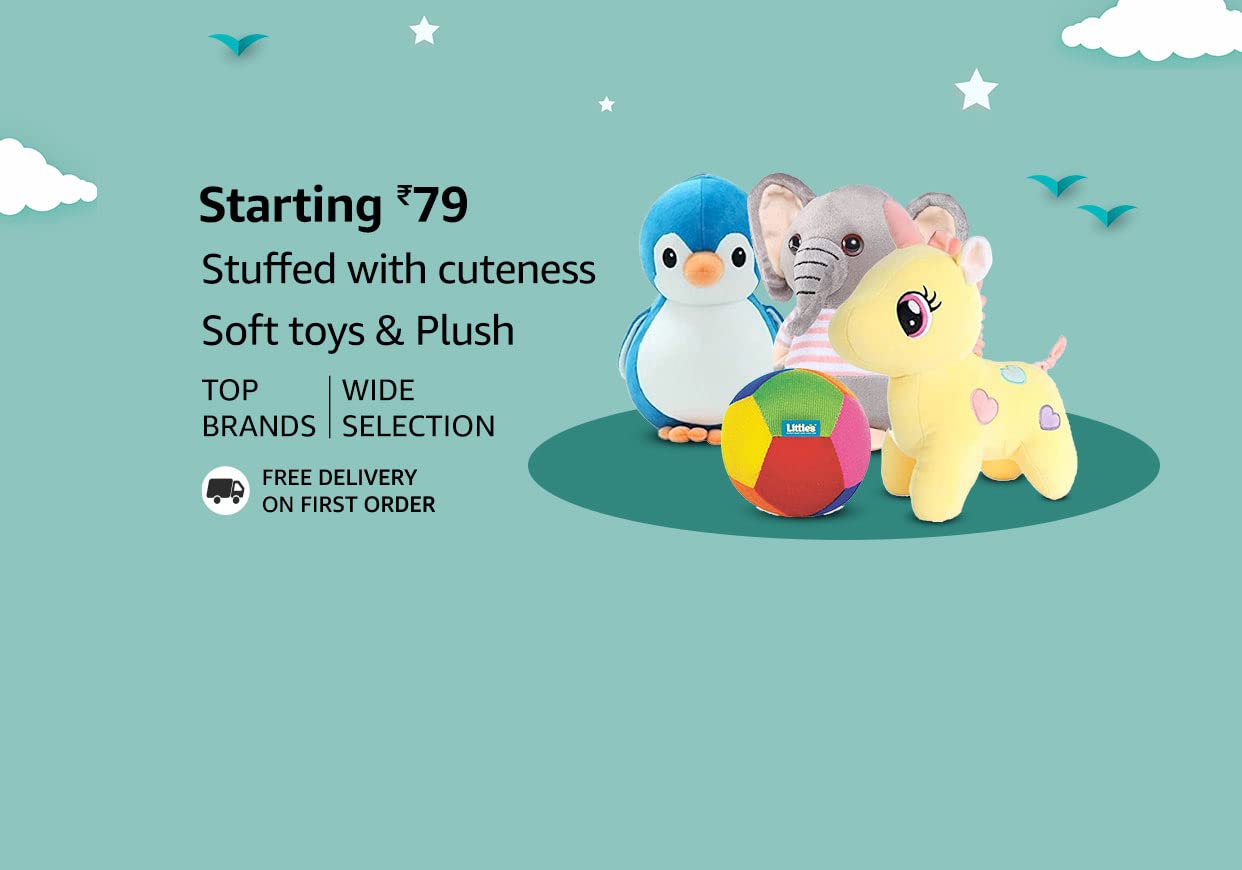 Starting ₹79
Stuffed with cuteness
Soft toys & Plush
TOP BRANDS | WIDE SELECTION
FREE DELIVERY
ON FIRST ORDER
Little's